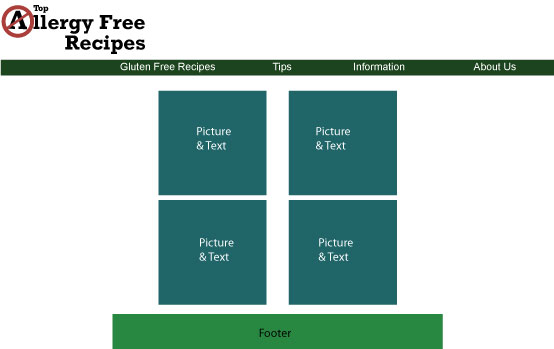 Top
Allergy Free
Recipes
Gluten Free Recipes Tips Information About Us
Picture
& Text
Picture
& Text
Picture
& Text
Picture
& Text
Footer